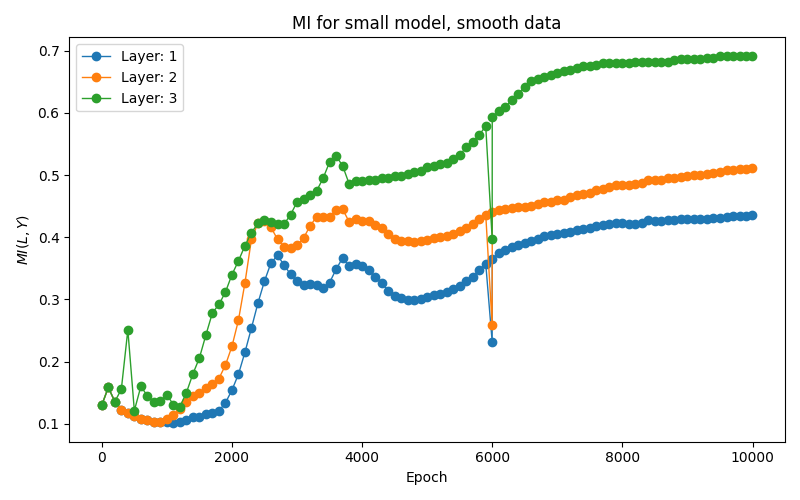 MI for small model, smooth data
Layer: 1
Layer: 2
Layer: 3
MI(L, Y)
0.7
0.6
0.5
0.4
0.3
0.2
0.1
0 2000 4000 6000 8000 10000
Epoch